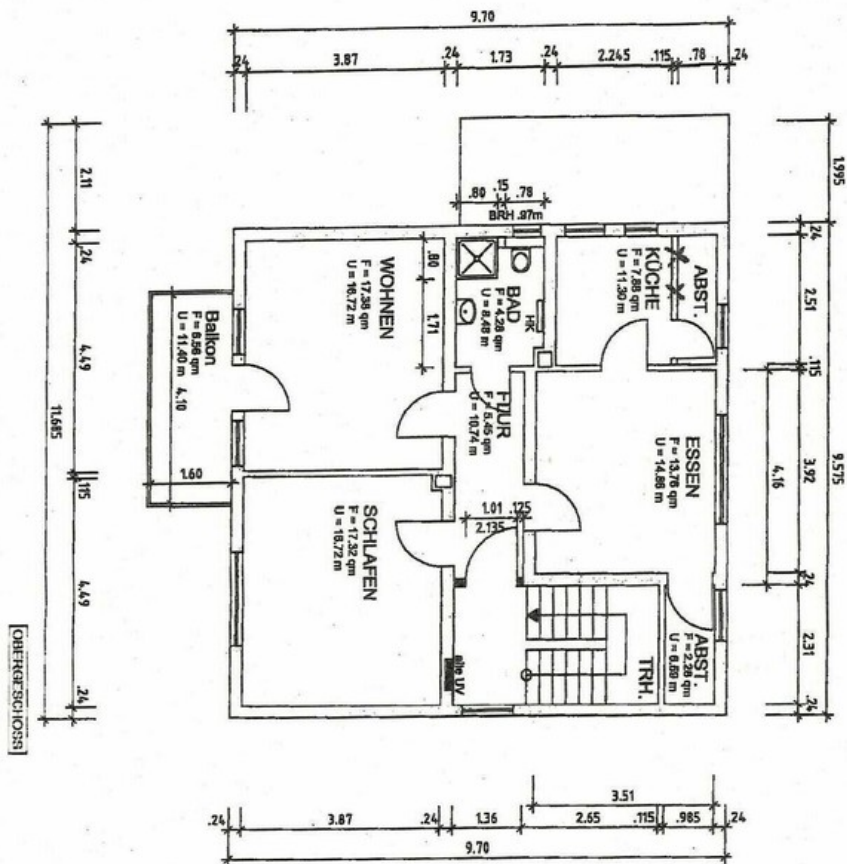 9.70
.24
3.87
.24
1.73
.24
2.245
.115
.78
.24
2.11
.24
4.49
.115
4.49
.24
11.685
1.995
.24
2.51
.115
3.92
.24
2.31
.24
4.16
9.575
.80
.15
.78
BRH .97m
.80
1.71
WOHNEN
F = 17.38 qm
U = 16.72 m
BAD
F = 4.28 qm
U = 8.48 m
HK
KÜCHE
F = 7.88 qm
U = 11.30 m
ABST.
Balkon
F = 6.56 qm
U = 11.40 m
4.10
1.60
FLUR
F = 5.45 qm
U = 10.74 m
ESSEN
F = 13.76 qm
U = 14.86 m
1.01
.125
2.135
SCHLAFEN
F = 17.32 qm
U = 16.72 m
alte UV
TRH.
ABST.
F = 2.28 qm
U = 6.59 m
OBERGESCHOSS
3.51
.24
3.87
.24
1.36
2.65
.115
.985
.24
9.70